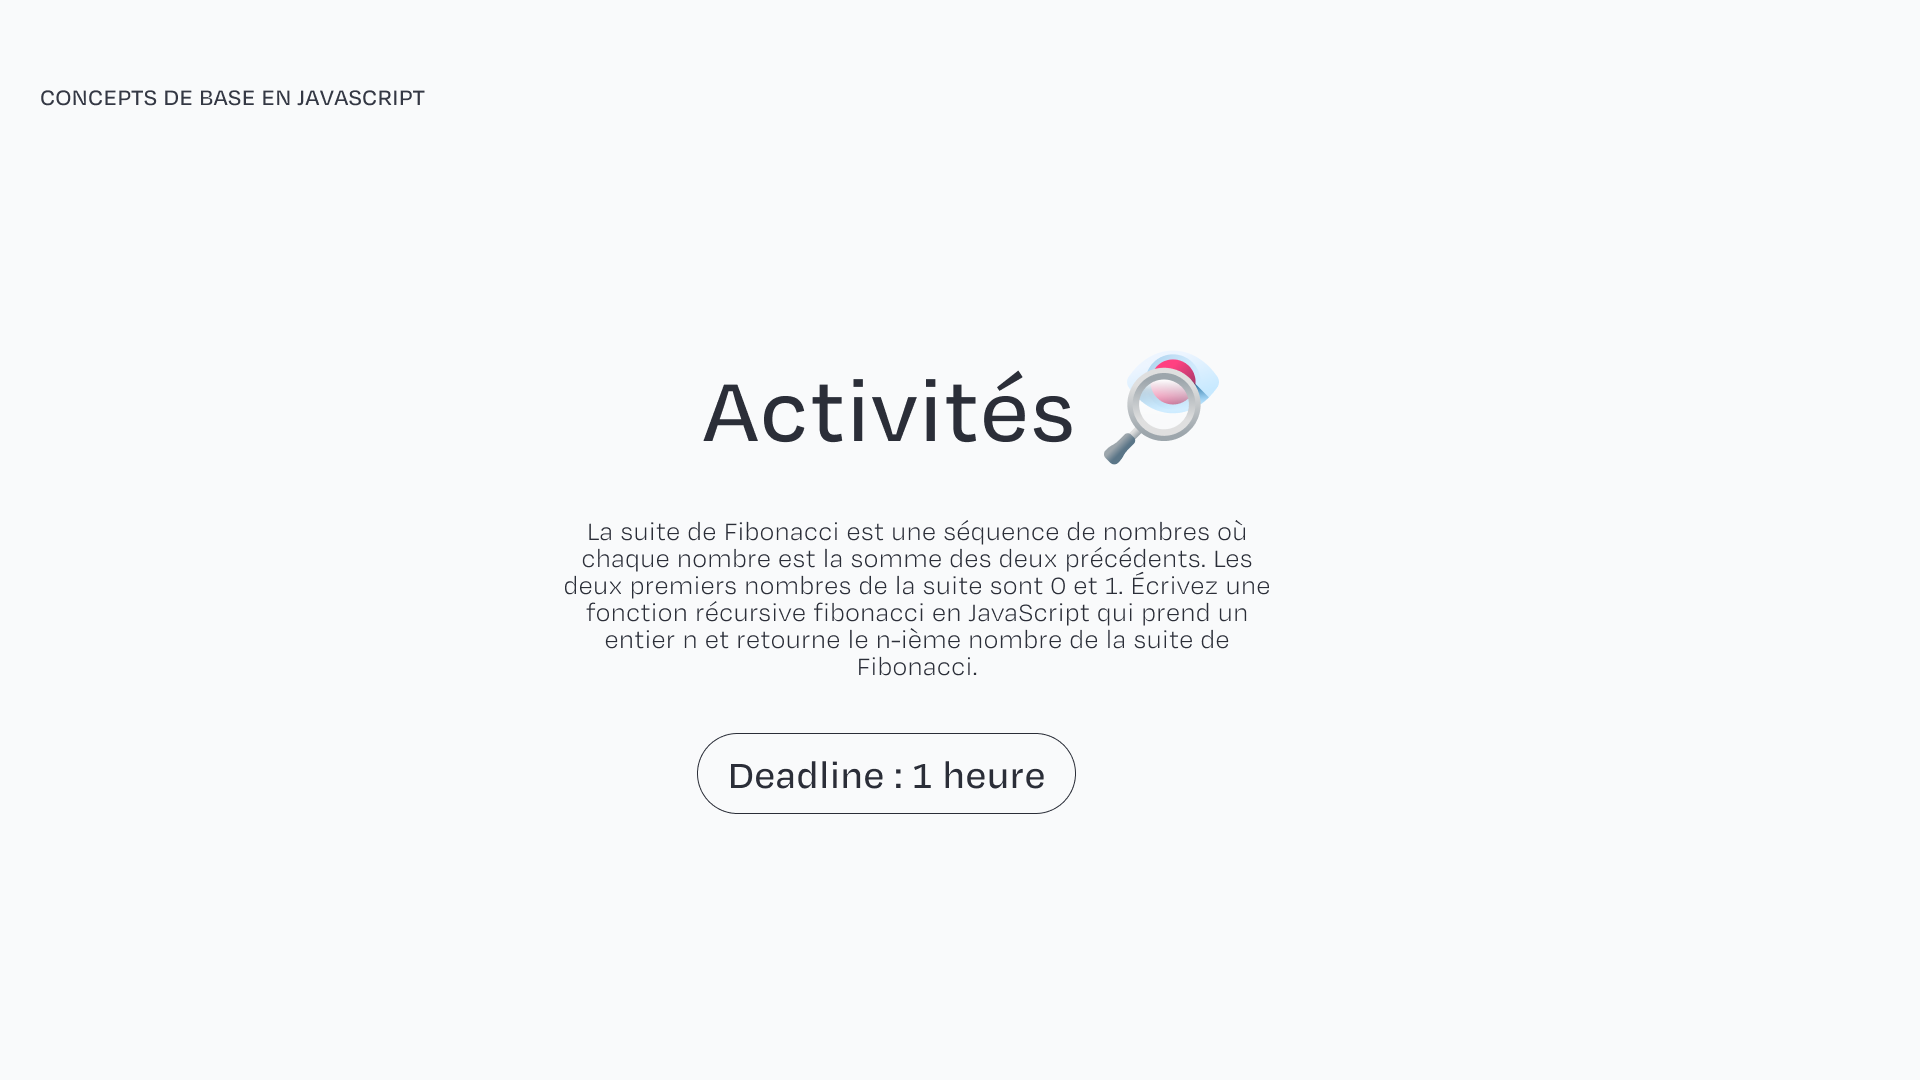 CONCEPTS DE BASE EN JAVASCRIPT
Activités
La suite de Fibonacci est une séquence de nombres où
chaque nombre est la somme des deux précédents. Les
deux premiers nombres de la suite sont 0 et 1. Écrivez une
fonction récursive fibonacci en JavaScript qui prend un
entier n et retourne le n-ième nombre de la suite de
Fibonacci.
Deadline : 1 heure